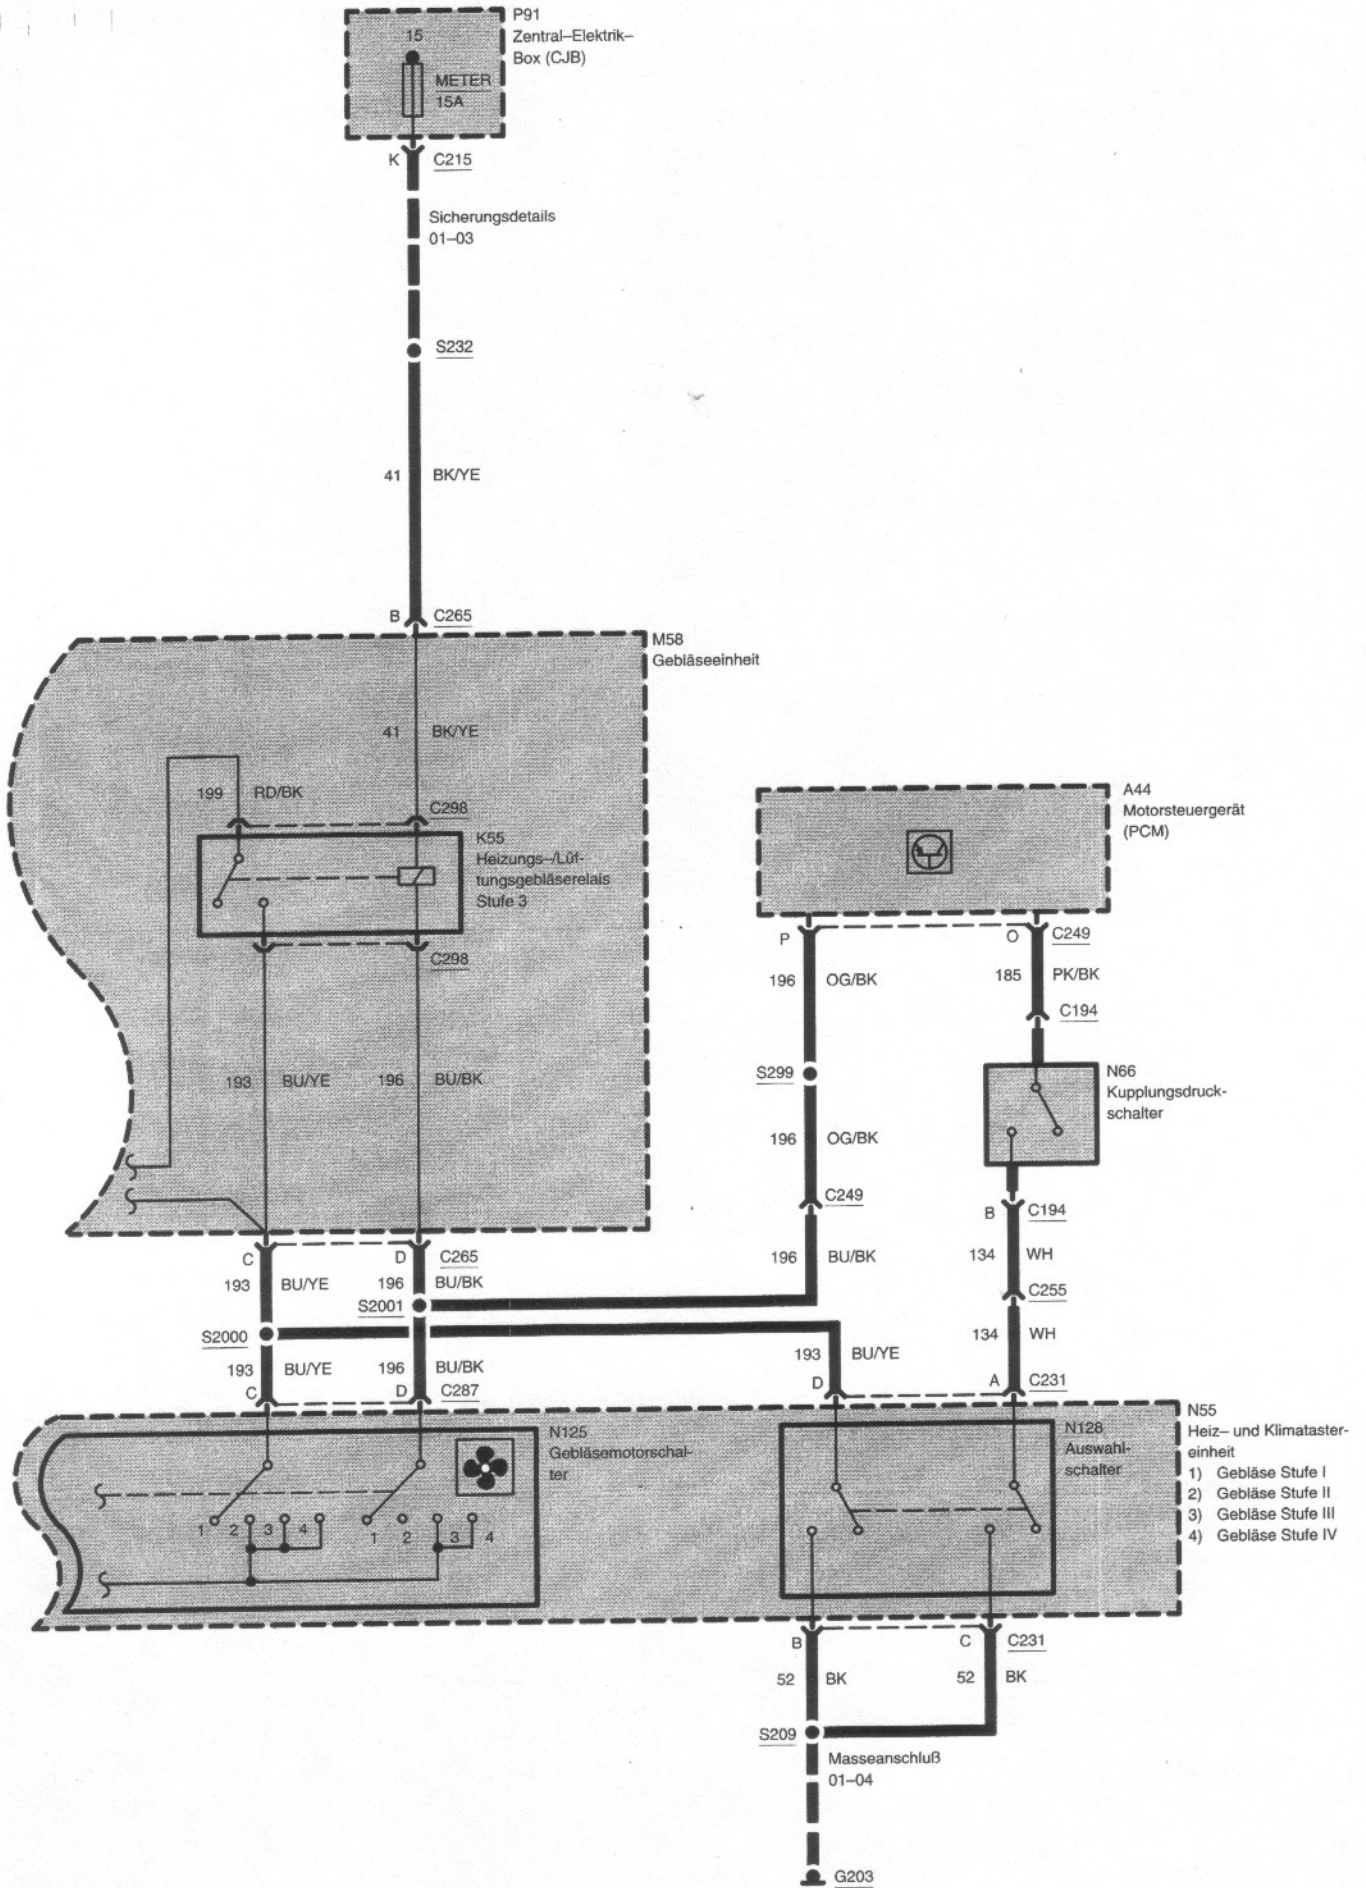 P91
Zentral–Elektrik–
Box (CJB)
15
METER
15A
K C215
Sicherungsdetails
01–03
S232
41 BK/YE
B C265
M58
Gebläseeinheit
41 BK/YE
199 RD/BK
C298
K55
Heizungs–/Lüf-
tungsgebläserelais
Stufe 3
C298
193 BU/YE 196 BU/BK
A44
Motorsteuergerät
(PCM)
P O C249
196 OG/BK 185 PK/BK
C194
S299
N66
Kupplungsdruck-
schalter
196 OG/BK
C249
B C194
196 BU/BK 134 WH
C255
C D C265
193 BU/YE 196 BU/BK
S2001
S2000
134 WH
193 BU/YE
193 BU/YE 196 BU/BK
C D C287
D A C231
N55
Heiz– und Klimataster-
einheit
1) Gebläse Stufe I
2) Gebläse Stufe II
3) Gebläse Stufe III
4) Gebläse Stufe IV
N125
Gebläsemotorschal-
ter
1 2 3 4 1 2 3 4
N128
Auswahl-
schalter
B C C231
52 BK 52 BK
S209
Masseanschluß
01–04
G203